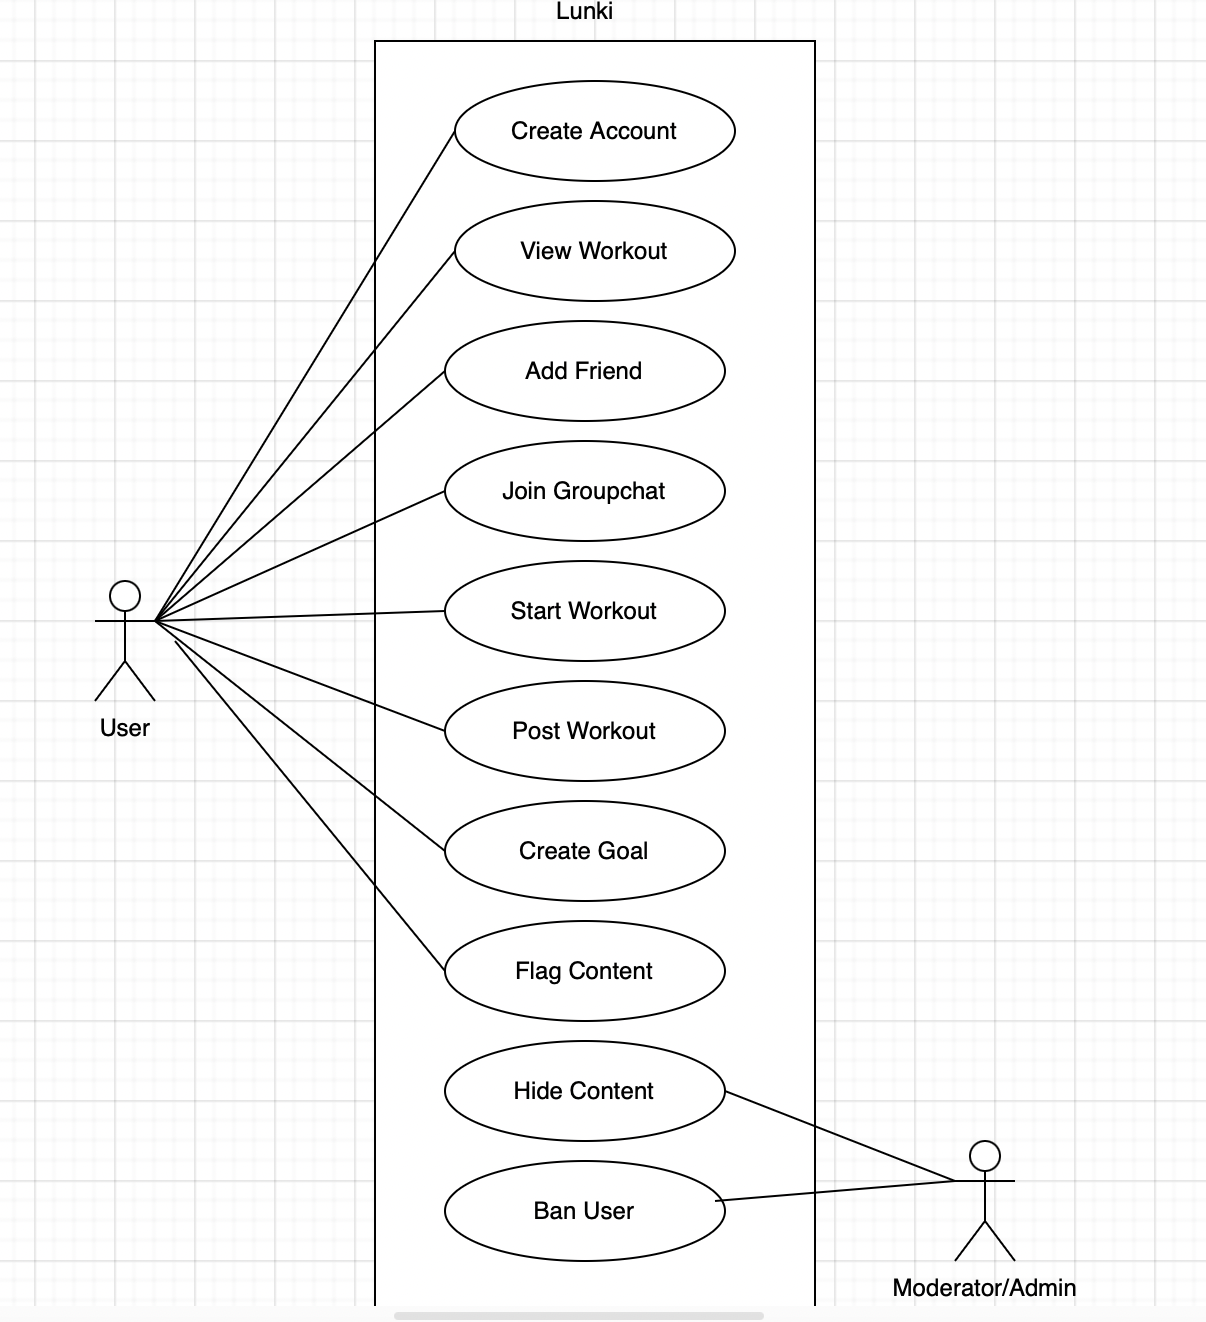 Lunki
Create Account
View Workout
Add Friend
Join Groupchat
Start Workout
Post Workout
User
Create Goal
Flag Content
Hide Content
Ban User
Moderator/Admin